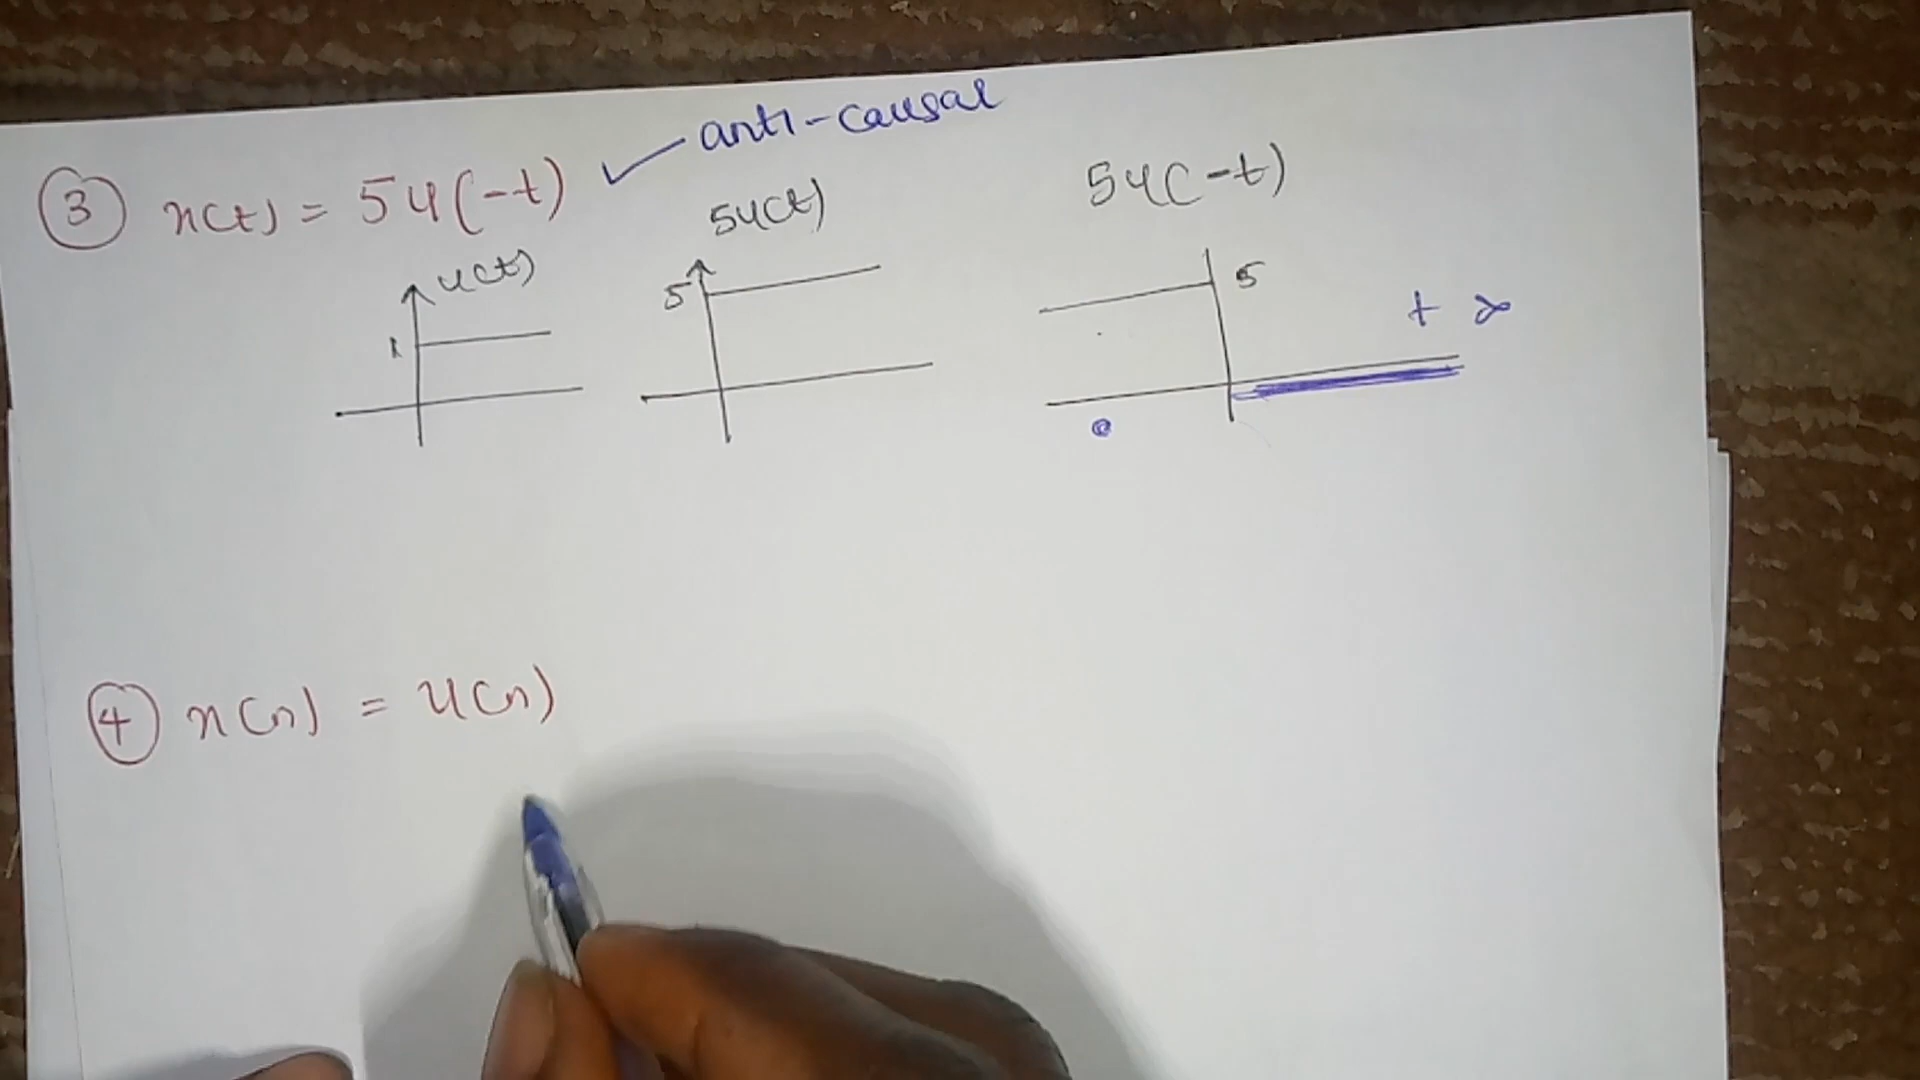 anti-causal
③ x(t) = 5u(-t)
5u(t)
5u(-t)
u(t)
1
5
5
+ ∞
④ x(n) = u(n)